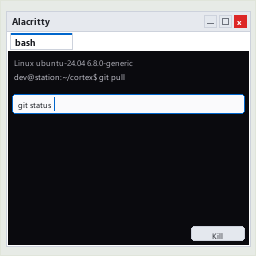 Alacritty
bash
Linux ubuntu-24.04 6.8.0-generic
dev@station:~/cortex$ git pull
git status
Kill